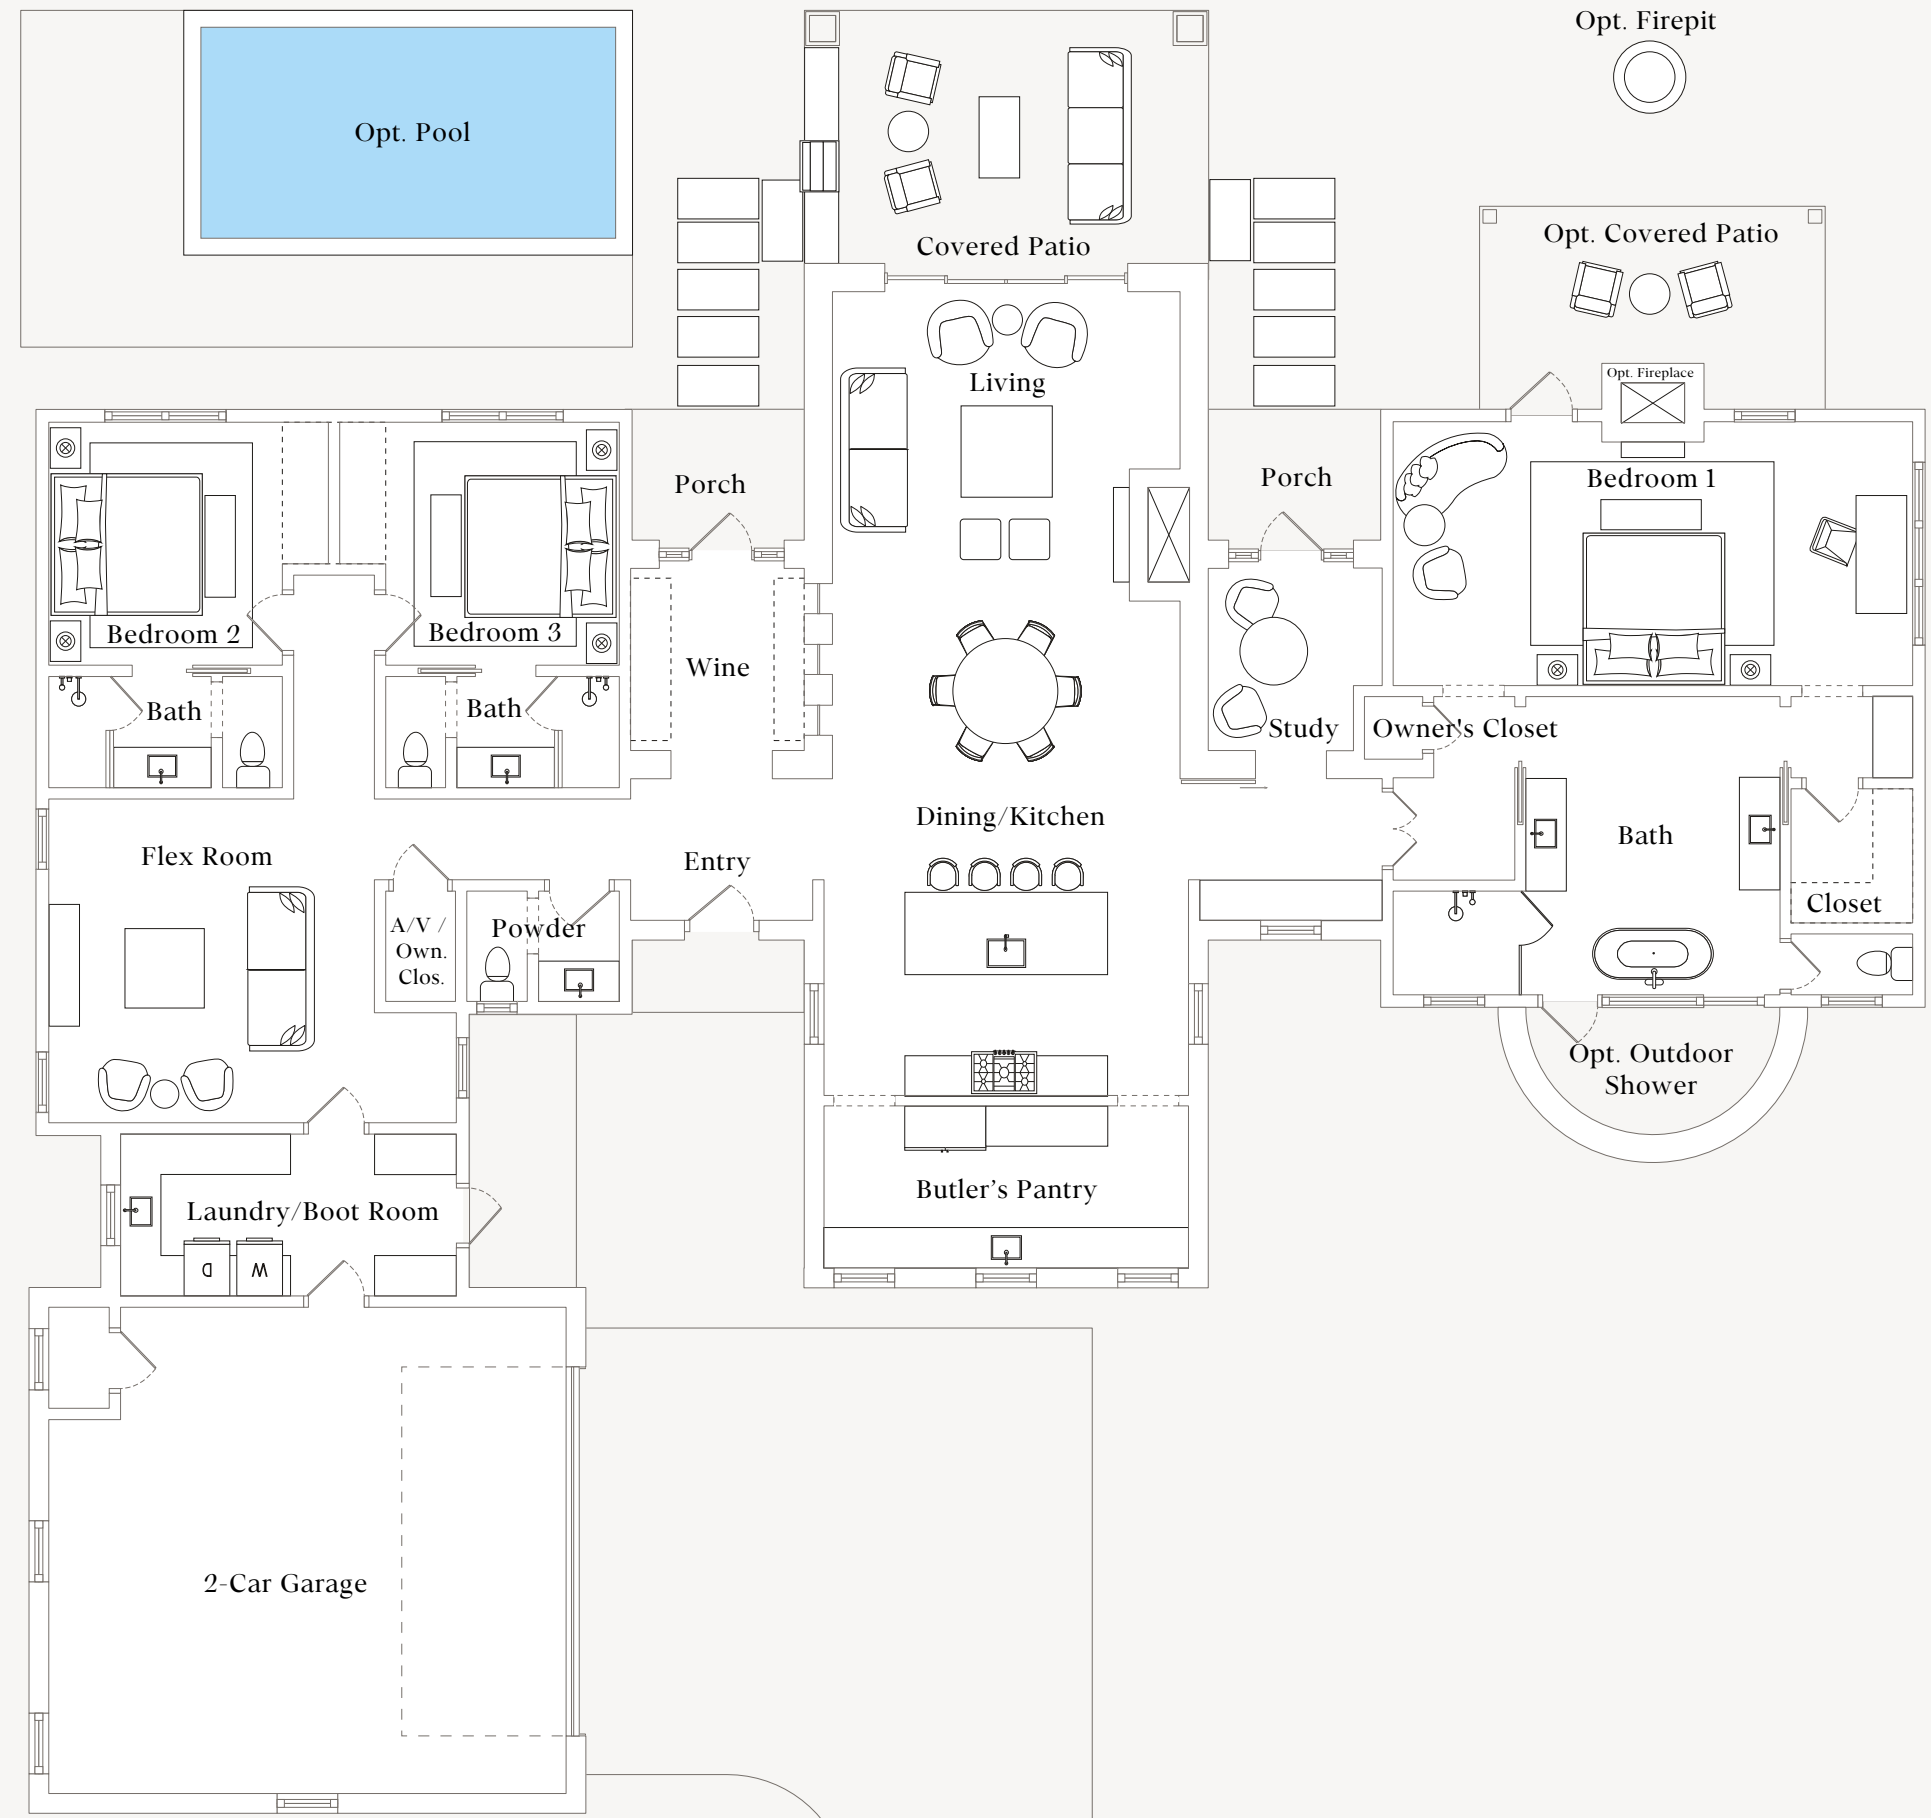 Opt. Firepit
Opt. Pool
Covered Patio
Opt. Covered Patio
Opt. Fireplace
Living
Porch
Porch
Bedroom 1
Bedroom 2
Bedroom 3
Wine
Bath
Bath
Study
Owner's Closet
Dining/Kitchen
Bath
Flex Room
Entry
Closet
A/V /
Own.
Clos.
Powder
Opt. Outdoor
Shower
Butler's Pantry
Laundry/Boot Room
D
W
2-Car Garage